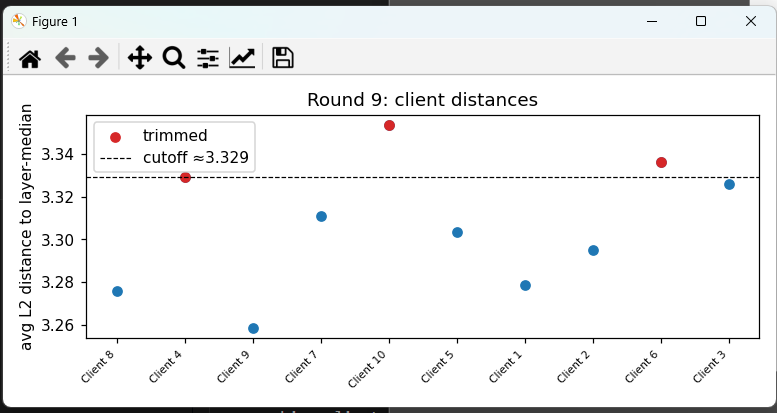 Figure 1
Round 9: client distances
trimmed
cutoff ≈3.329
avg L2 distance to layer-median
3.34
3.32
3.30
3.28
3.26
Client 8
Client 4
Client 9
Client 7
Client 10
Client 5
Client 1
Client 2
Client 6
Client 3